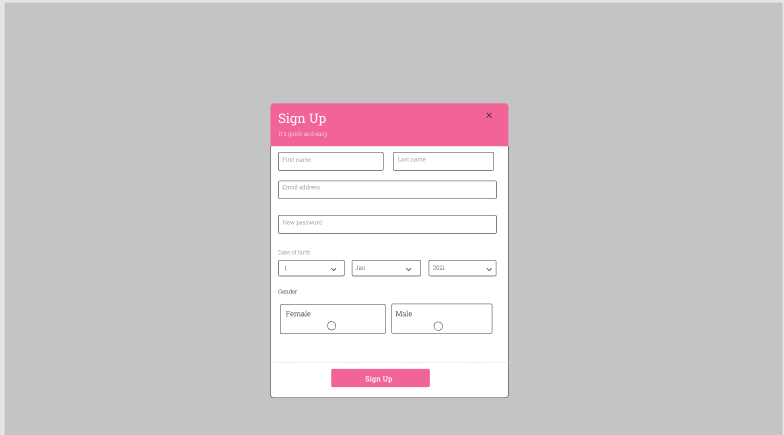 Sign Up
It's quick and easy.
First name Last name
Email address
New password
Date of birth
1 Jan 2021
Gender
Female Male
Sign Up